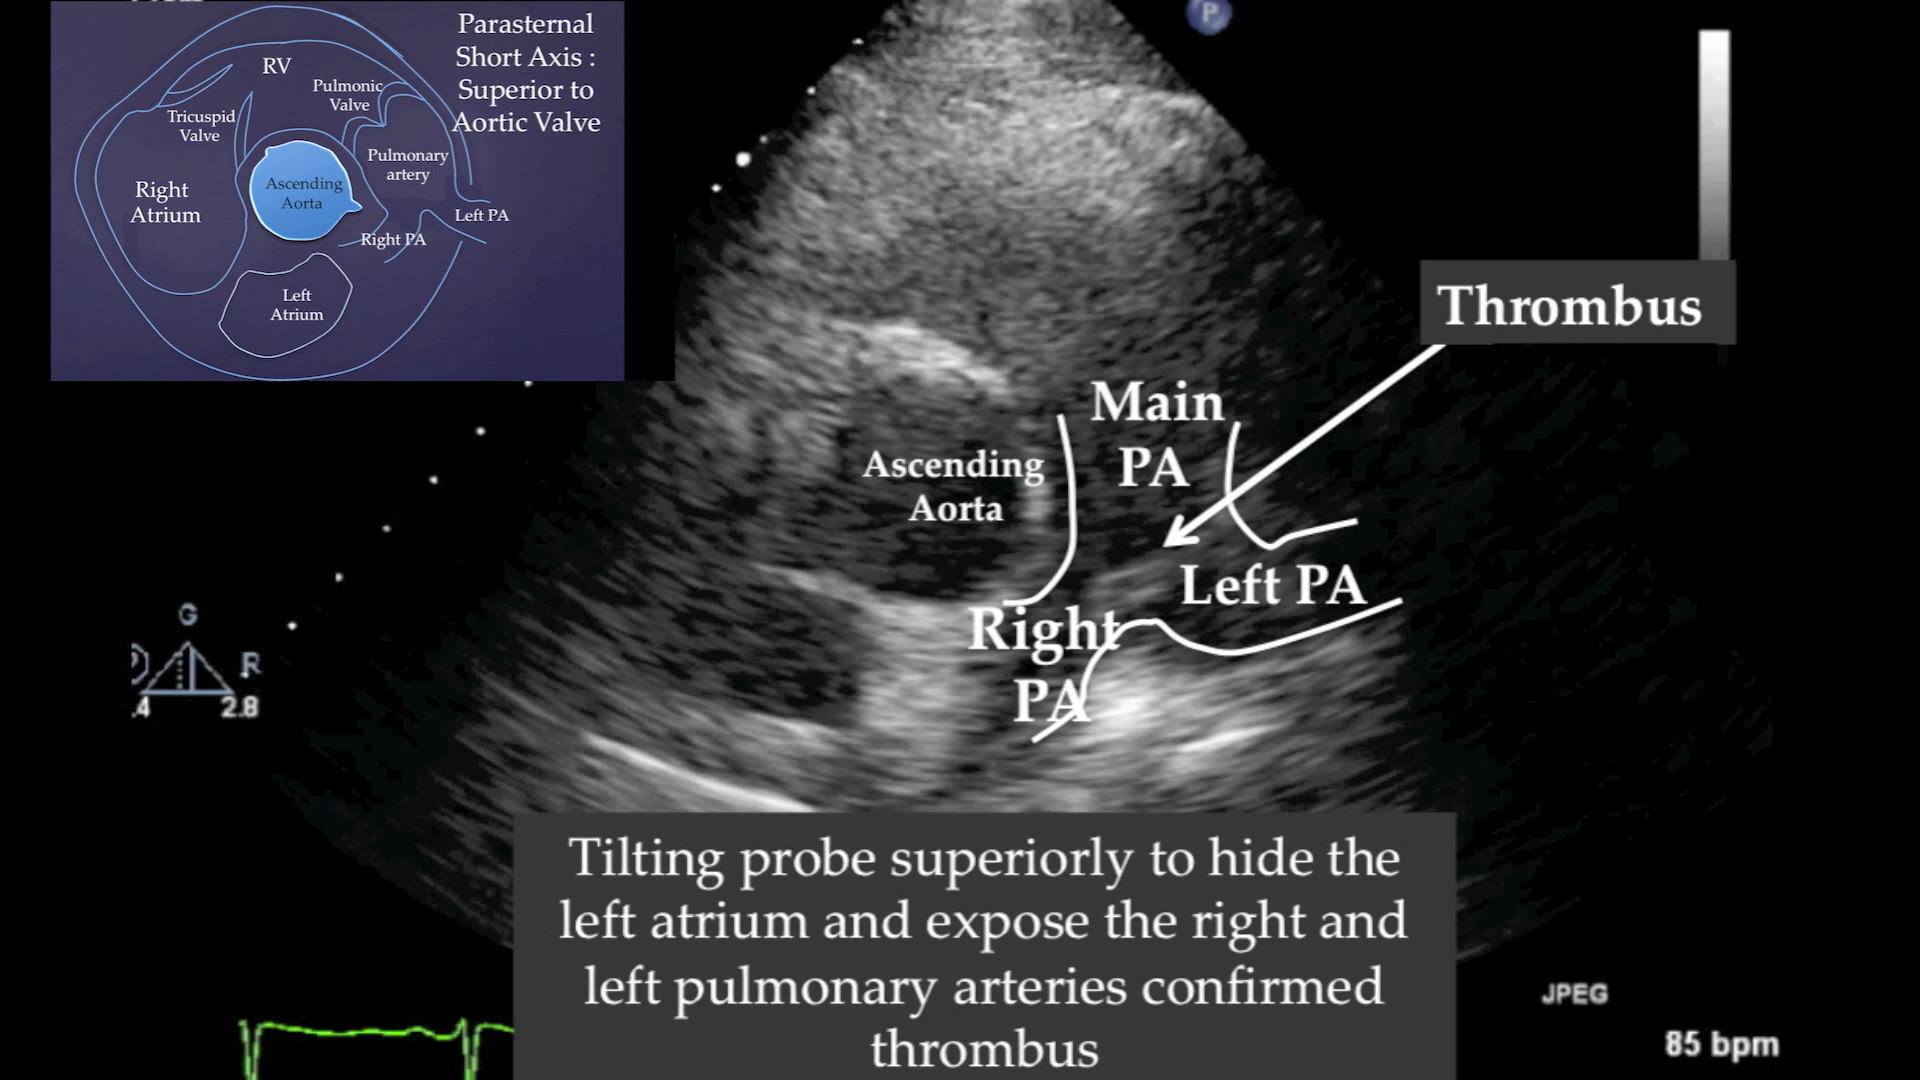 Parasternal
Short Axis :
Superior to
Aortic Valve
RV
Pulmonic
Valve
Tricuspid
Valve
Pulmonary
artery
Ascending
Aorta
Right
Atrium
Left PA
Right PA
Left
Atrium
P
Thrombus
Main
PA
Ascending
Aorta
Left PA
Right
PA
G
R
.4 2.8
Tilting probe superiorly to hide the
left atrium and expose the right and
left pulmonary arteries confirmed
thrombus
JPEG
85 bpm